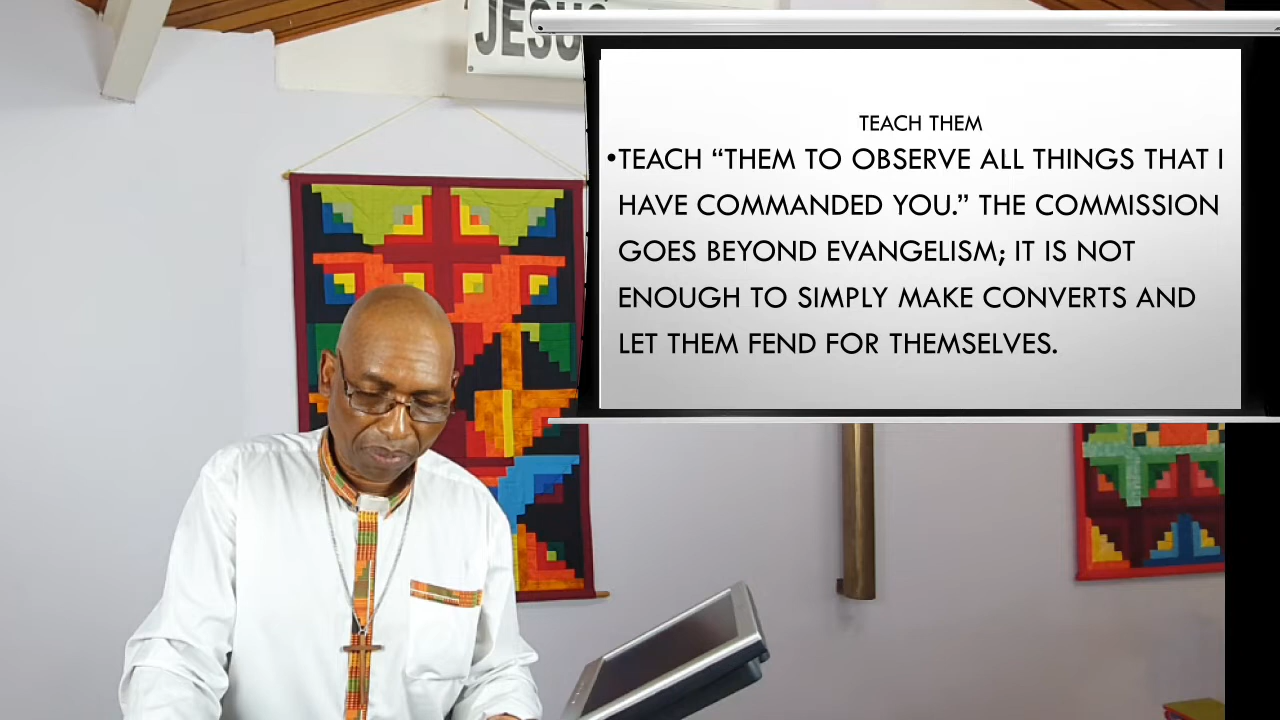 JESUS
TEACH THEM
•TEACH “THEM TO OBSERVE ALL THINGS THAT I
HAVE COMMANDED YOU.” THE COMMISSION
GOES BEYOND EVANGELISM; IT IS NOT
ENOUGH TO SIMPLY MAKE CONVERTS AND
LET THEM FEND FOR THEMSELVES.